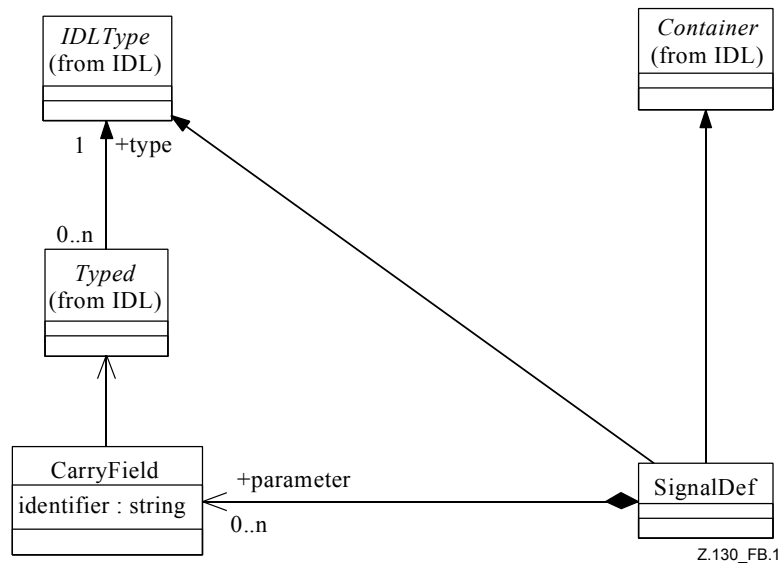 IDLType
(from IDL)
Container
(from IDL)
1
+type
0..n
Typed
(from IDL)
CarryField
identifier : string
+parameter
0..n
SignalDef
Z.130_FB.1